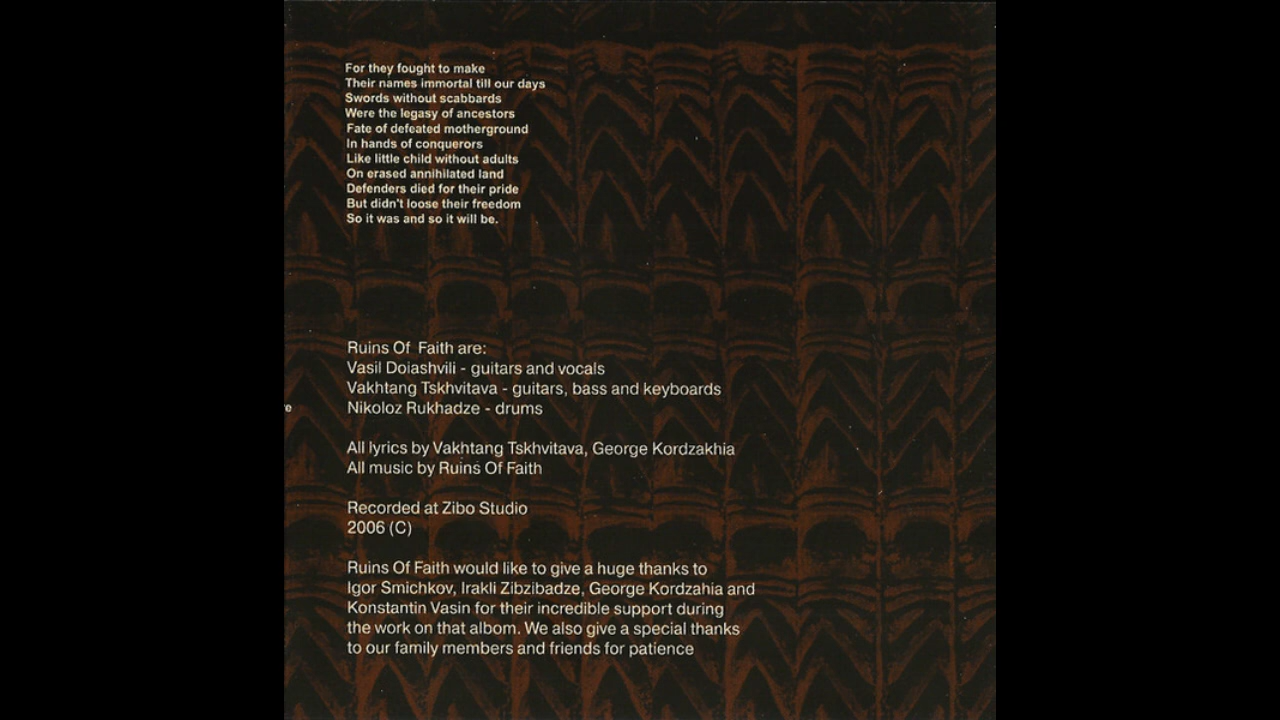 For they fought to make
Their names immortal till our days
Swords without scabbards
Were the legasy of ancestors
Fate of defeated motherground
In hands of conquerors
Like little child without adults
On erased annihilated land
Defenders died for their pride
But didn't loose their freedom
So it was and so it will be.
Ruins Of Faith are:
Vasil Doiashvili - guitars and vocals
Vakhtang Tskhvitava - guitars, bass and keyboards
re
Nikoloz Rukhadze - drums
All lyrics by Vakhtang Tskhvitava, George Kordzakhia
All music by Ruins Of Faith
Recorded at Zibo Studio
2006 (C)
Ruins Of Faith would like to give a huge thanks to
Igor Smichkov, Irakli Zibzibadze, George Kordzahia and
Konstantin Vasin for their incredible support during
the work on that albom. We also give a special thanks
to our family members and friends for patience